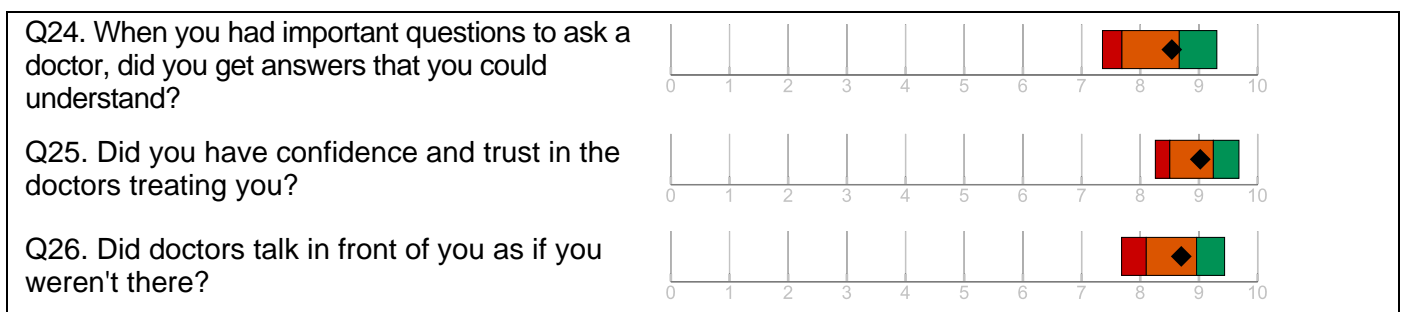 Q24. When you had important questions to ask a
doctor, did you get answers that you could
understand?
0 1 2 3 4 5 6 7 8 9 10
Q25. Did you have confidence and trust in the
doctors treating you?
0 1 2 3 4 5 6 7 8 9 10
Q26. Did doctors talk in front of you as if you
weren't there?
0 1 2 3 4 5 6 7 8 9 10